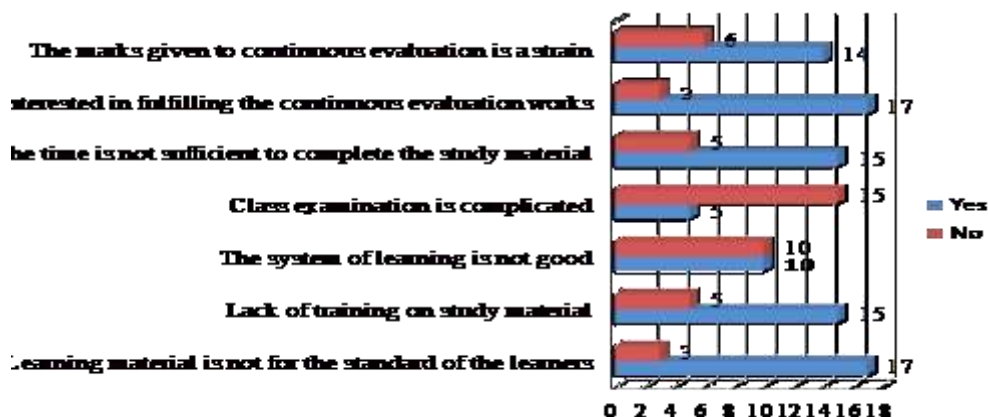 The marks given to continuous evaluation is a strain
6
14
nterested in fulfilling the continuous evaluation works
3
17
he time is not sufficient to complete the study material
5
15
Class examination is complicated
15
5
The system of learning is not good
10
10
Lack of training on study material
5
15
Learning material is not for the standard of the learners
3
17
Yes
No
0 2 4 6 8 10 12 14 16 18